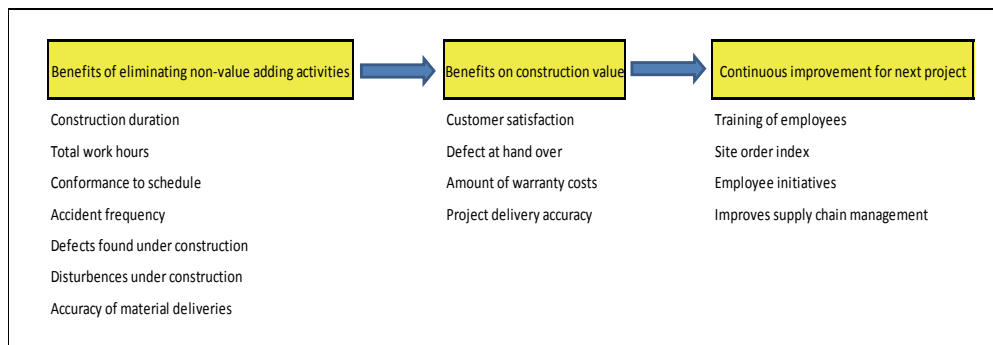 Benefits of eliminating non-value adding activities
Benefits on construction value
Continuous improvement for next project
Construction duration
Total work hours
Conformance to schedule
Accident frequency
Defects found under construction
Disturbences under construction
Accuracy of material deliveries
Customer satisfaction
Defect at hand over
Amount of warranty costs
Project delivery accuracy
Training of employees
Site order index
Employee initiatives
Improves supply chain management